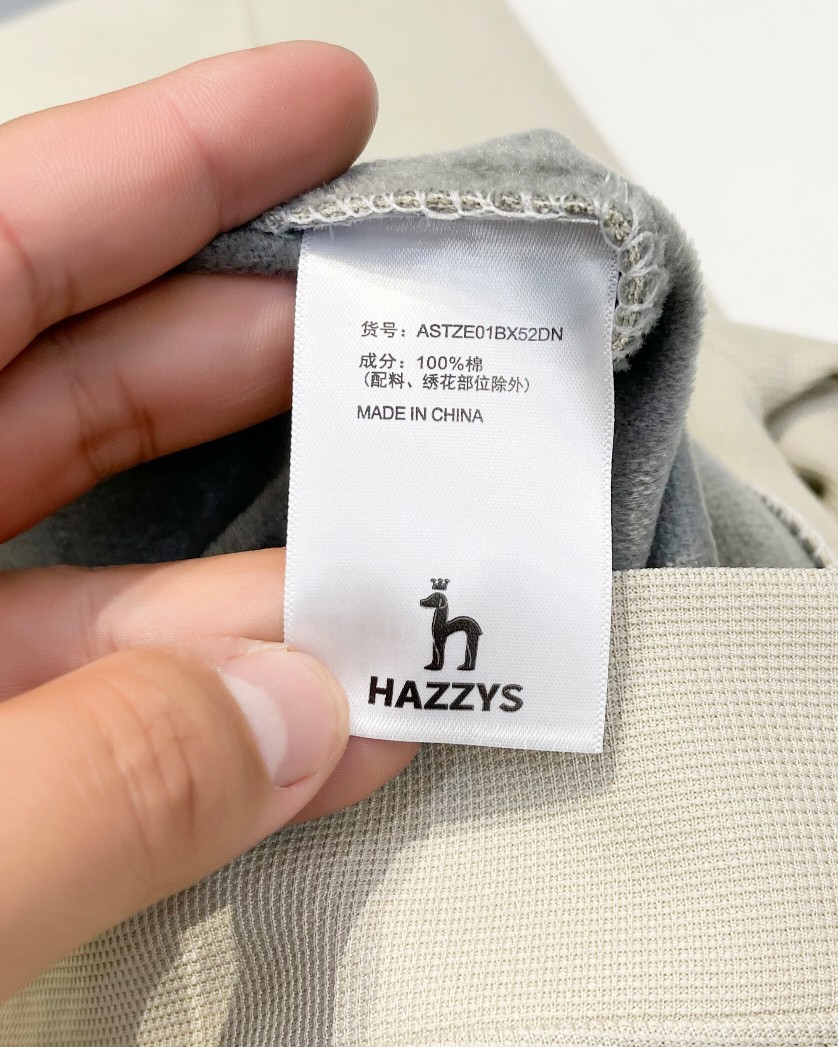 货号：ASTZE01BX52DN
成分：100%棉
（配料、绣花部位除外）
MADE IN CHINA
HAZZYS